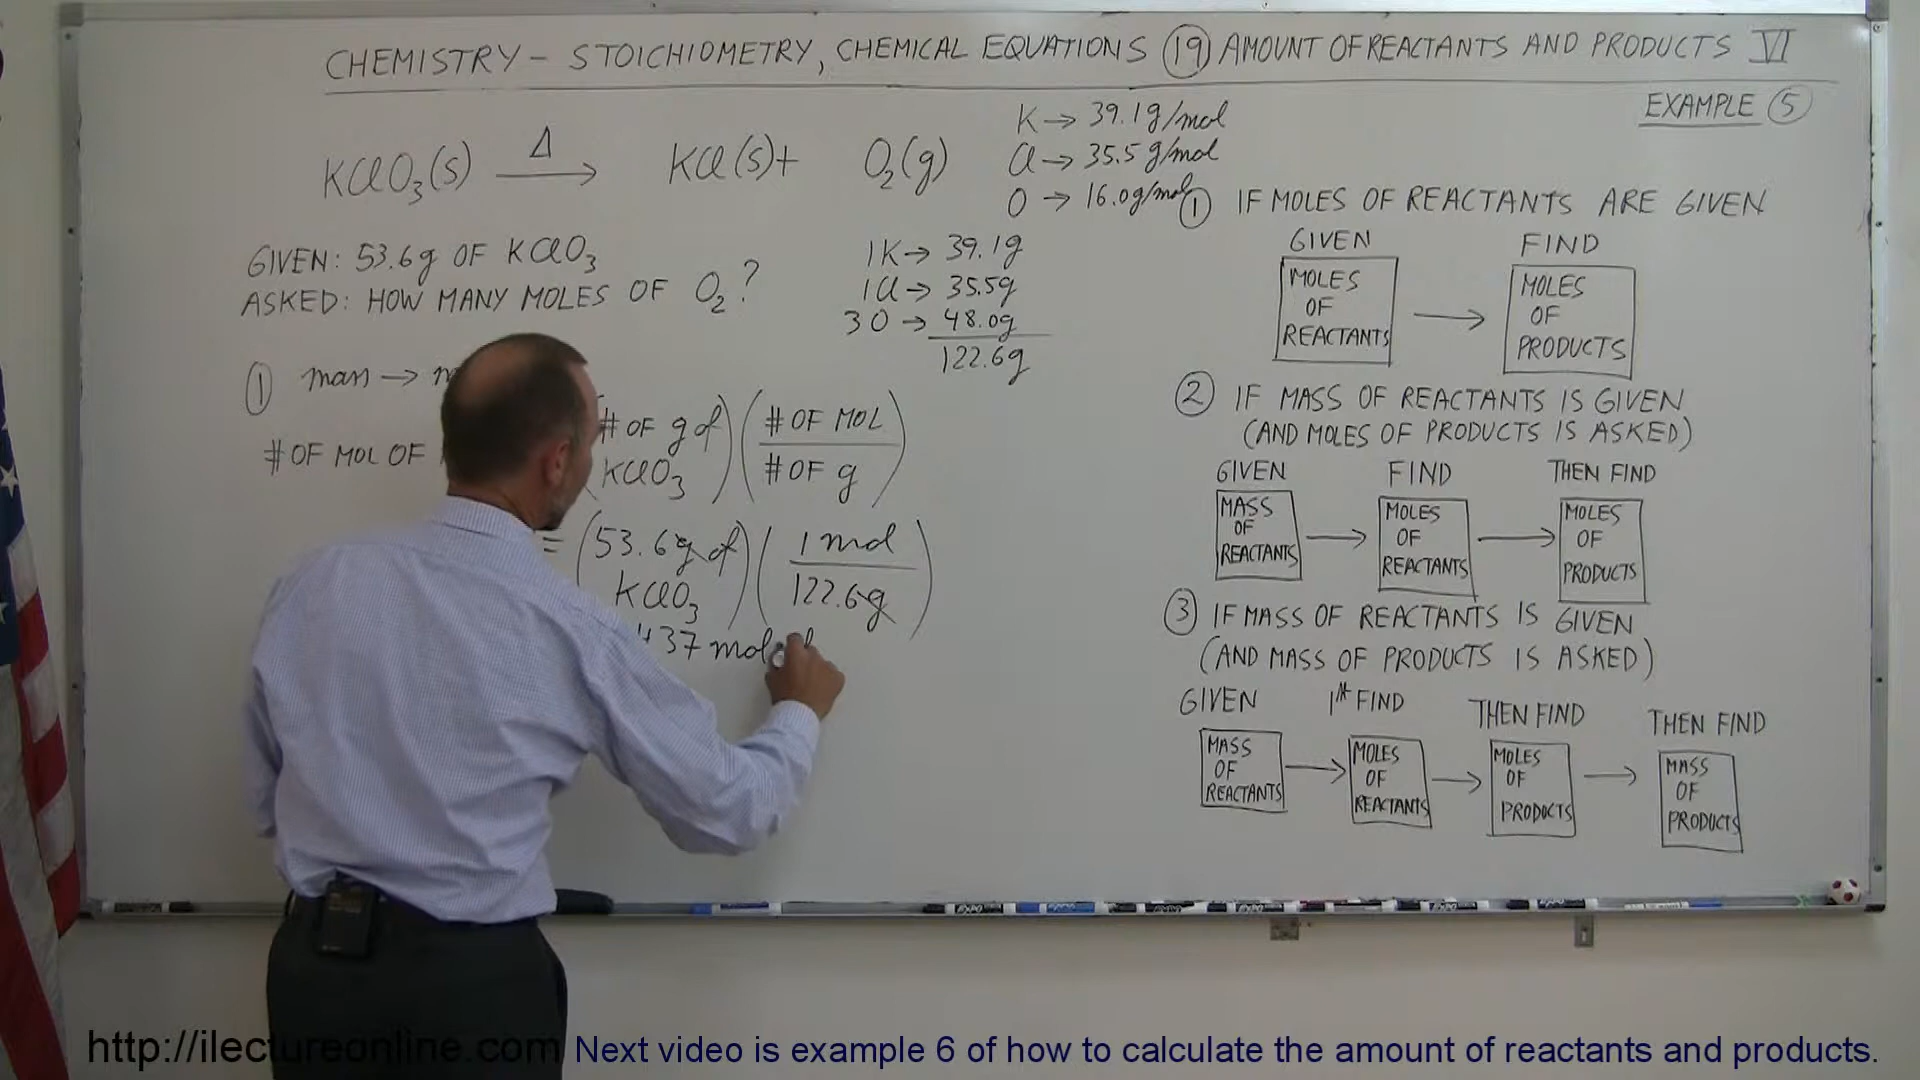 CHEMISTRY – STOICHIOMETRY, CHEMICAL EQUATIONS 19 AMOUNT OF REACTANTS AND PRODUCTS VI
EXAMPLE 5
KClO3(s) Δ→ KCl(s)+ O2(g)
K → 39.1g/mol
Cl → 35.5g/mol
O → 16.0g/mol
GIVEN: 53.6g OF KClO3
ASKED: HOW MANY MOLES OF O2?
1K → 39.1g
1Cl → 35.5g
3O → 48.0g
122.6g
① mass →
# OF MOL OF
(# OF g of KClO3) (# OF MOL
# OF g)
= (53.6g of KClO3) (1 mol
122.6g)
437 mol
① IF MOLES OF REACTANTS ARE GIVEN
GIVEN FIND
MOLES OF REACTANTS → MOLES OF PRODUCTS
② IF MASS OF REACTANTS IS GIVEN
(AND MOLES OF PRODUCTS IS ASKED)
GIVEN FIND THEN FIND
MASS OF REACTANTS → MOLES OF REACTANTS → MOLES OF PRODUCTS
③ IF MASS OF REACTANTS IS GIVEN
(AND MASS OF PRODUCTS IS ASKED)
GIVEN 1st FIND THEN FIND THEN FIND
MASS OF REACTANTS → MOLES OF REACTANTS → MOLES OF PRODUCTS → MASS OF PRODUCTS
http://ilectureonline.com Next video is example 6 of how to calculate the amount of reactants and products.